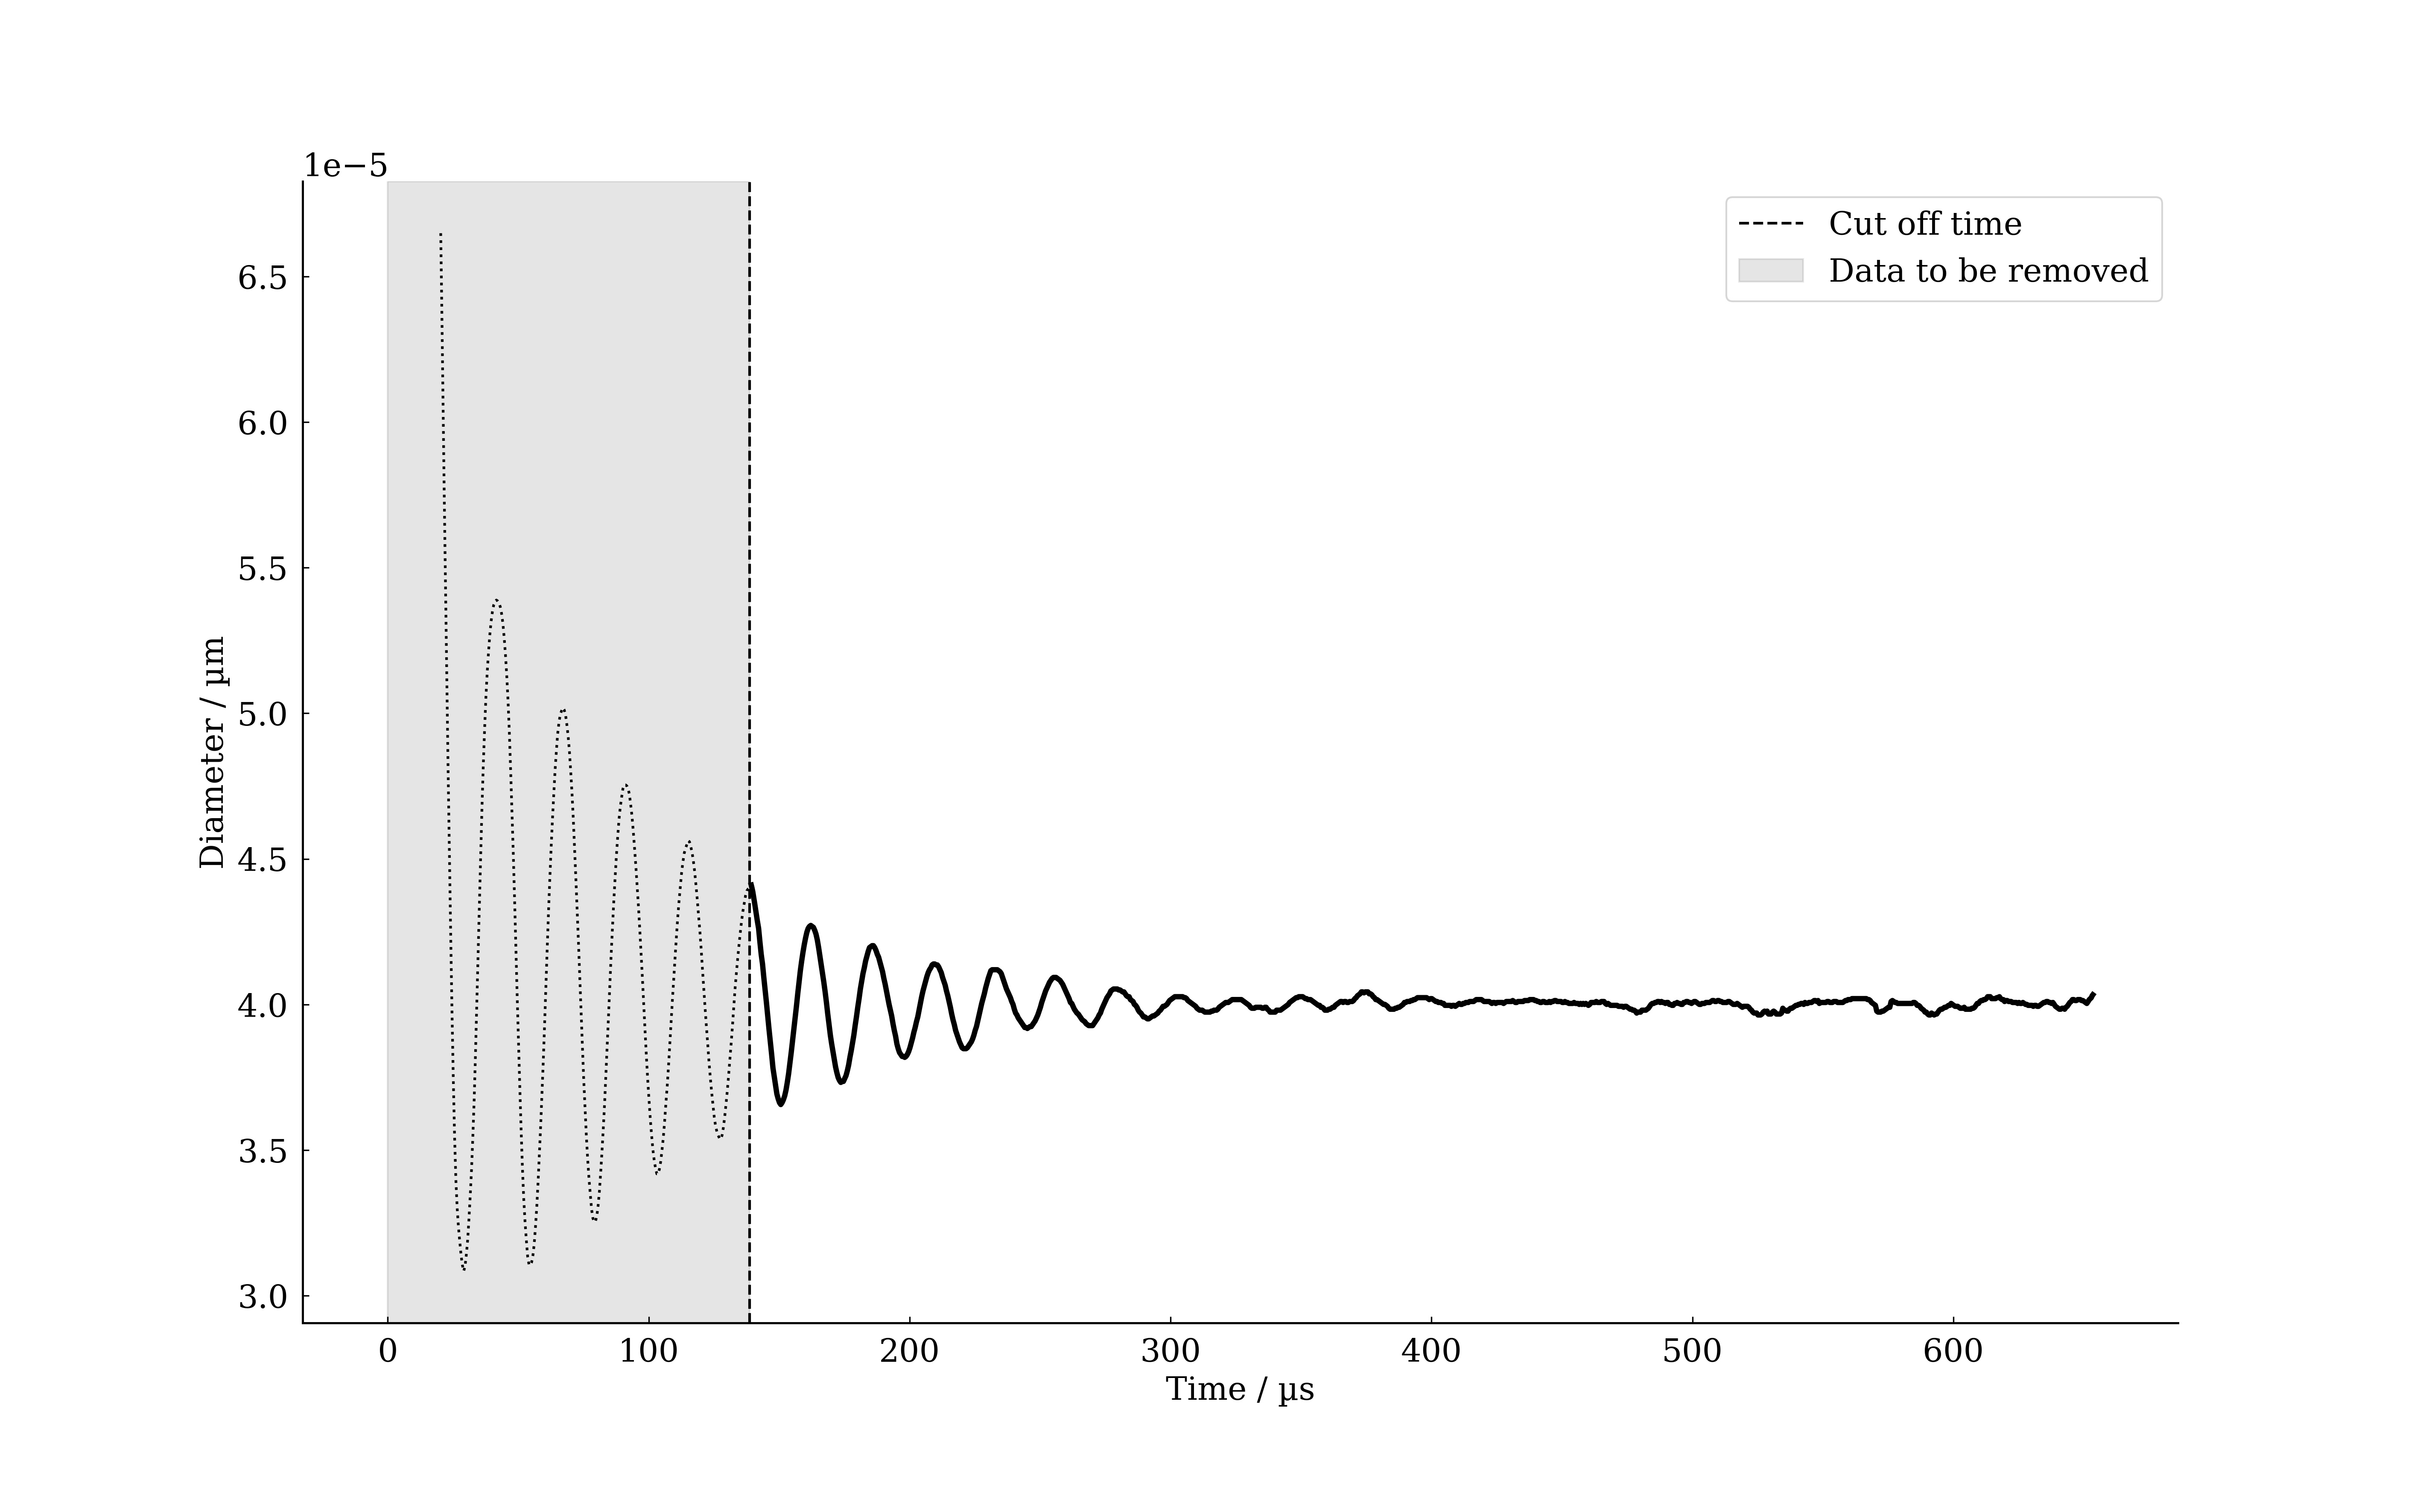 1e−5
Cut off time
Data to be removed
6.5
6.0
5.5
5.0
4.5
4.0
3.5
3.0
Diameter / µm
0 100 200 300 400 500 600
Time / µs